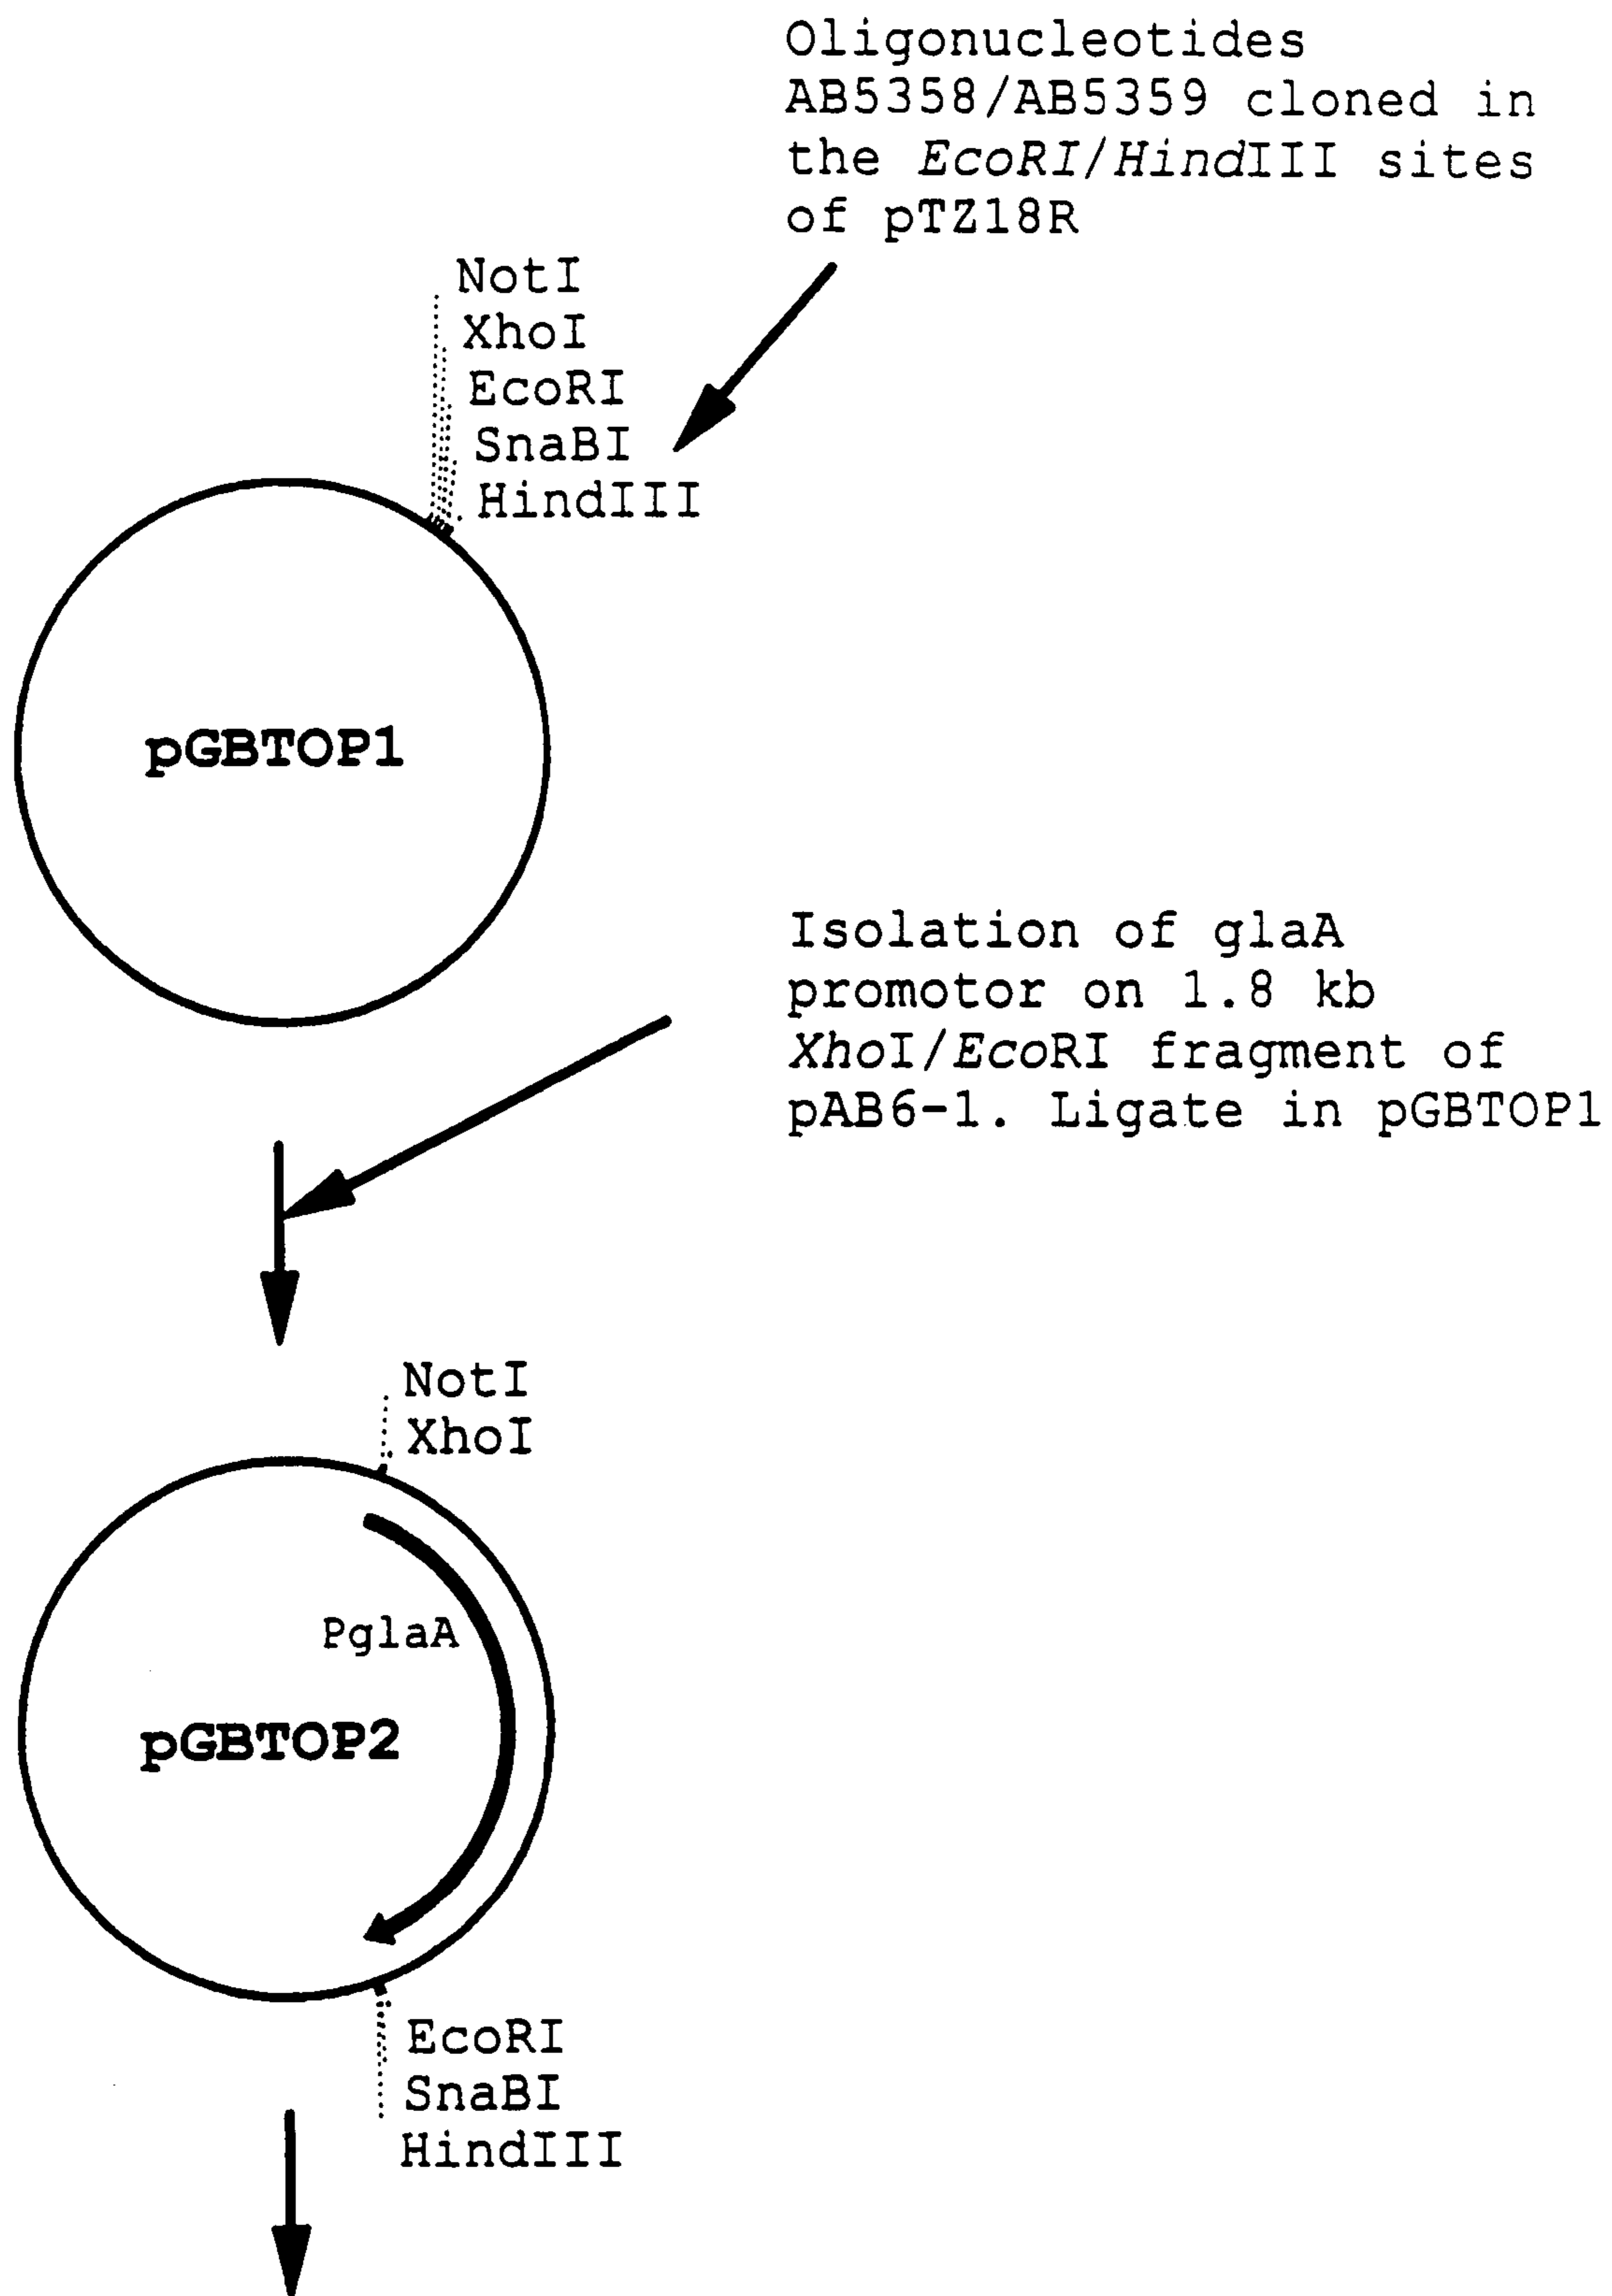 Oligonucleotides
AB5358/AB5359 cloned in
the EcoRI/HindIII sites
of pTZ18R
NotI
XhoI
EcoRI
SnaBI
HindIII
pGBTOP1
Isolation of glaA
promotor on 1.8 kb
XhoI/EcoRI fragment of
pAB6-1. Ligate in pGBTOP1
NotI
XhoI
PglaA
pGBTOP2
EcoRI
SnaBI
HindIII